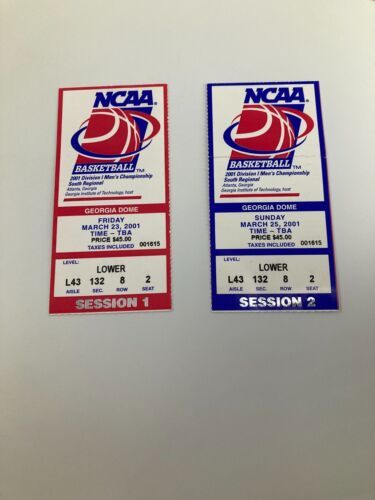 NCAA®
BASKETBALL™
2001 Division I Men's Championship
South Regional
Atlanta, Georgia
Georgia Institute of Technology, host
GEORGIA DOME
FRIDAY
MARCH 23, 2001
TIME – TBA
PRICE $45.00
TAXES INCLUDED 001615
LEVEL:
LOWER
L43 132 8 2
AISLE SEC. ROW SEAT
SESSION 1
NCAA®
BASKETBALL™
2001 Division I Men's Championship
South Regional
Atlanta, Georgia
Georgia Institute of Technology, host
GEORGIA DOME
SUNDAY
MARCH 25, 2001
TIME – TBA
PRICE $45.00
TAXES INCLUDED 001615
LEVEL:
LOWER
L43 132 8 2
AISLE SEC. ROW SEAT
SESSION 2